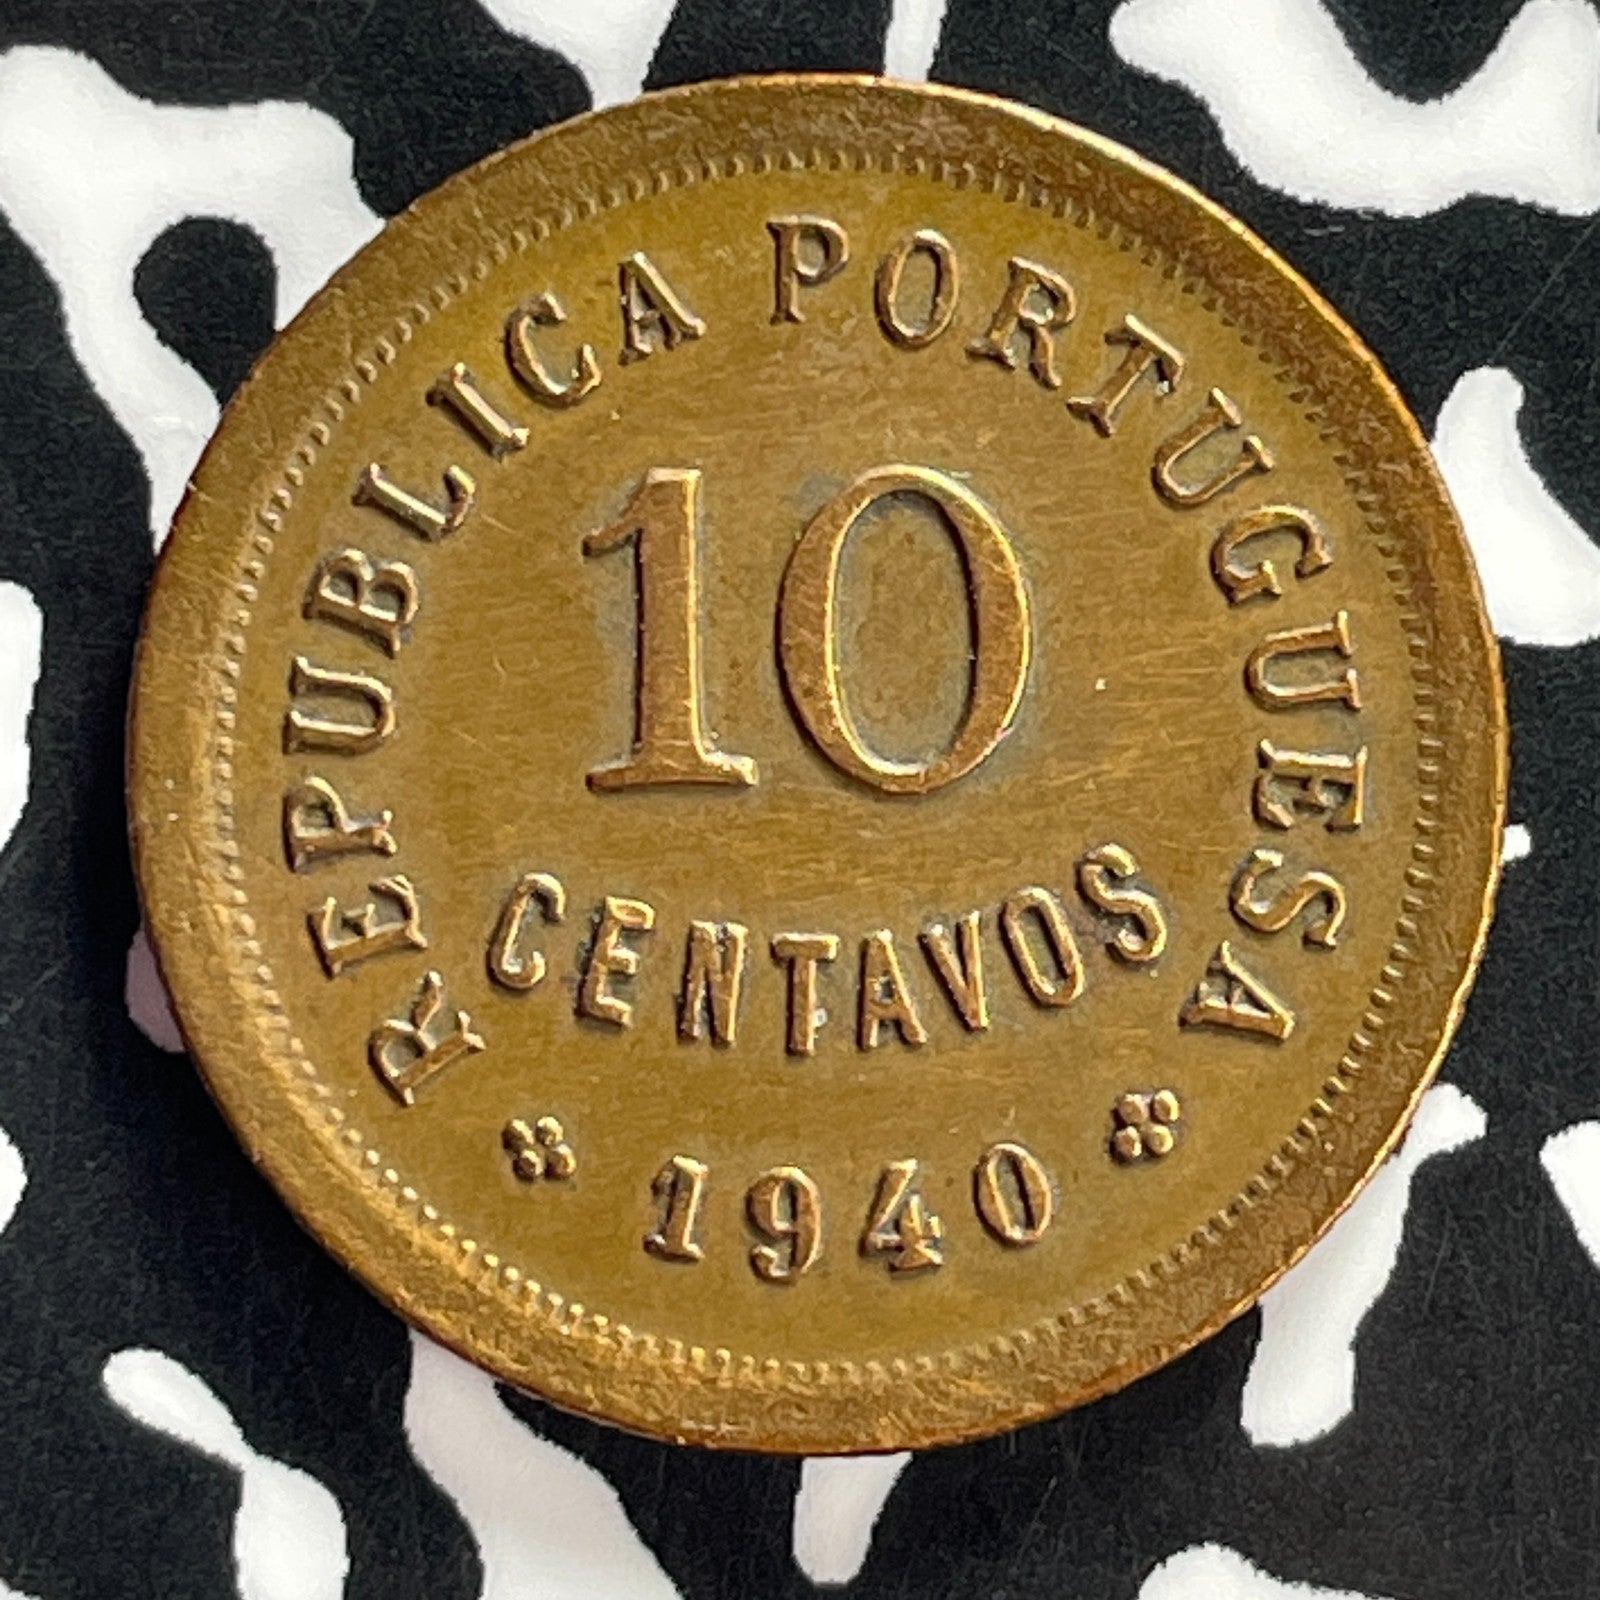 REPUBLICA PORTUGUESA
10
CENTAVOS
1940